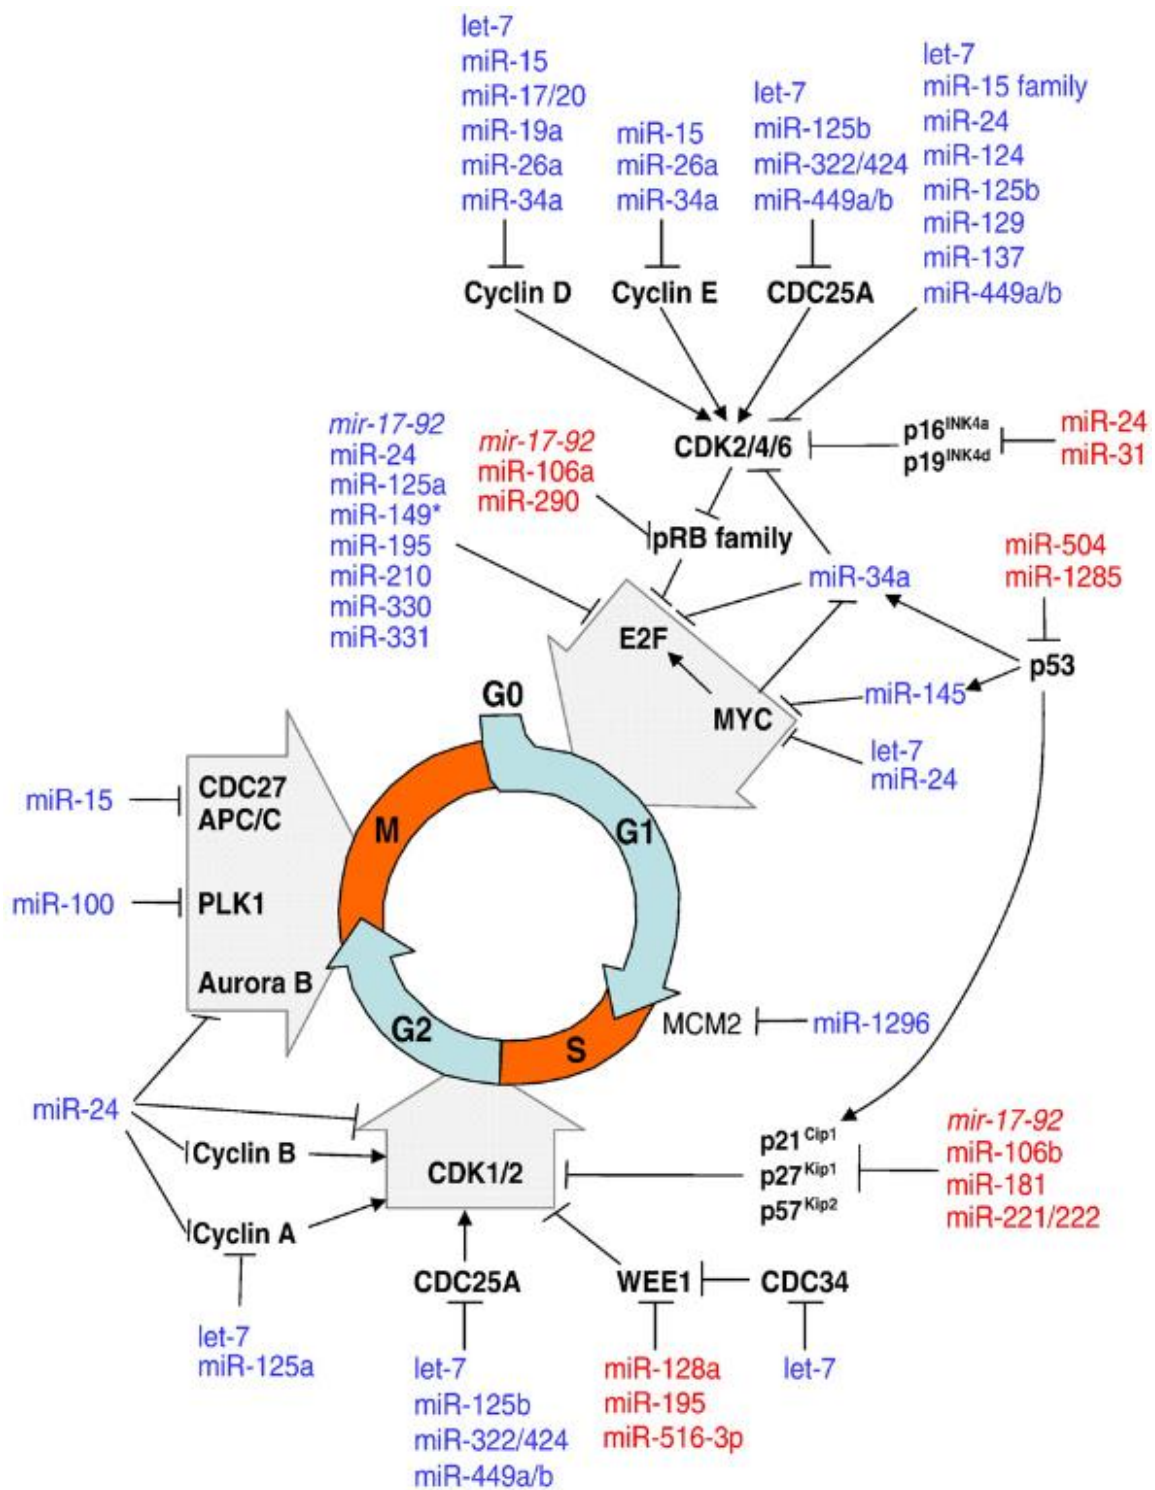 let-7
miR-15
miR-17/20
miR-19a
miR-26a
miR-34a
miR-15
miR-26a
miR-34a
let-7
miR-125b
miR-322/424
miR-449a/b
let-7
miR-15 family
miR-24
miR-124
miR-125b
miR-129
miR-137
miR-449a/b
Cyclin D
Cyclin E
CDC25A
mir-17-92
miR-24
miR-125a
miR-149*
miR-195
miR-210
miR-330
miR-331
mir-17-92
miR-106a
miR-290
CDK2/4/6
p16INK4a
p19INK4d
miR-24
miR-31
pRB family
miR-34a
miR-504
miR-1285
E2F
p53
MYC
miR-145
let-7
miR-24
G0
G1
M
G2
S
miR-15
CDC27
APC/C
miR-100
PLK1
Aurora B
MCM2
miR-1296
miR-24
Cyclin B
Cyclin A
CDK1/2
p21Cip1
p27Kip1
p57Kip2
mir-17-92
miR-106b
miR-181
miR-221/222
let-7
miR-125a
CDC25A
WEE1
CDC34
let-7
miR-125b
miR-322/424
miR-449a/b
miR-128a
miR-195
miR-516-3p
let-7